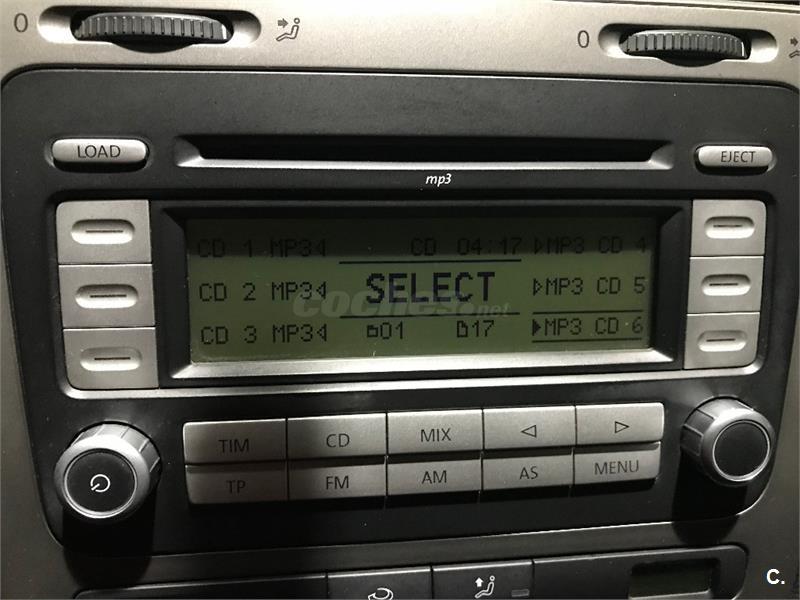 0
0
LOAD
EJECT
mp3
CD 1 MP3 CD 04:17 MP3 CD 4
CD 2 MP3 SELECT MP3 CD 5
CD 3 MP3 01 17 MP3 CD 6
coches.net
TIM CD MIX
TP FM AM AS MENU
C.